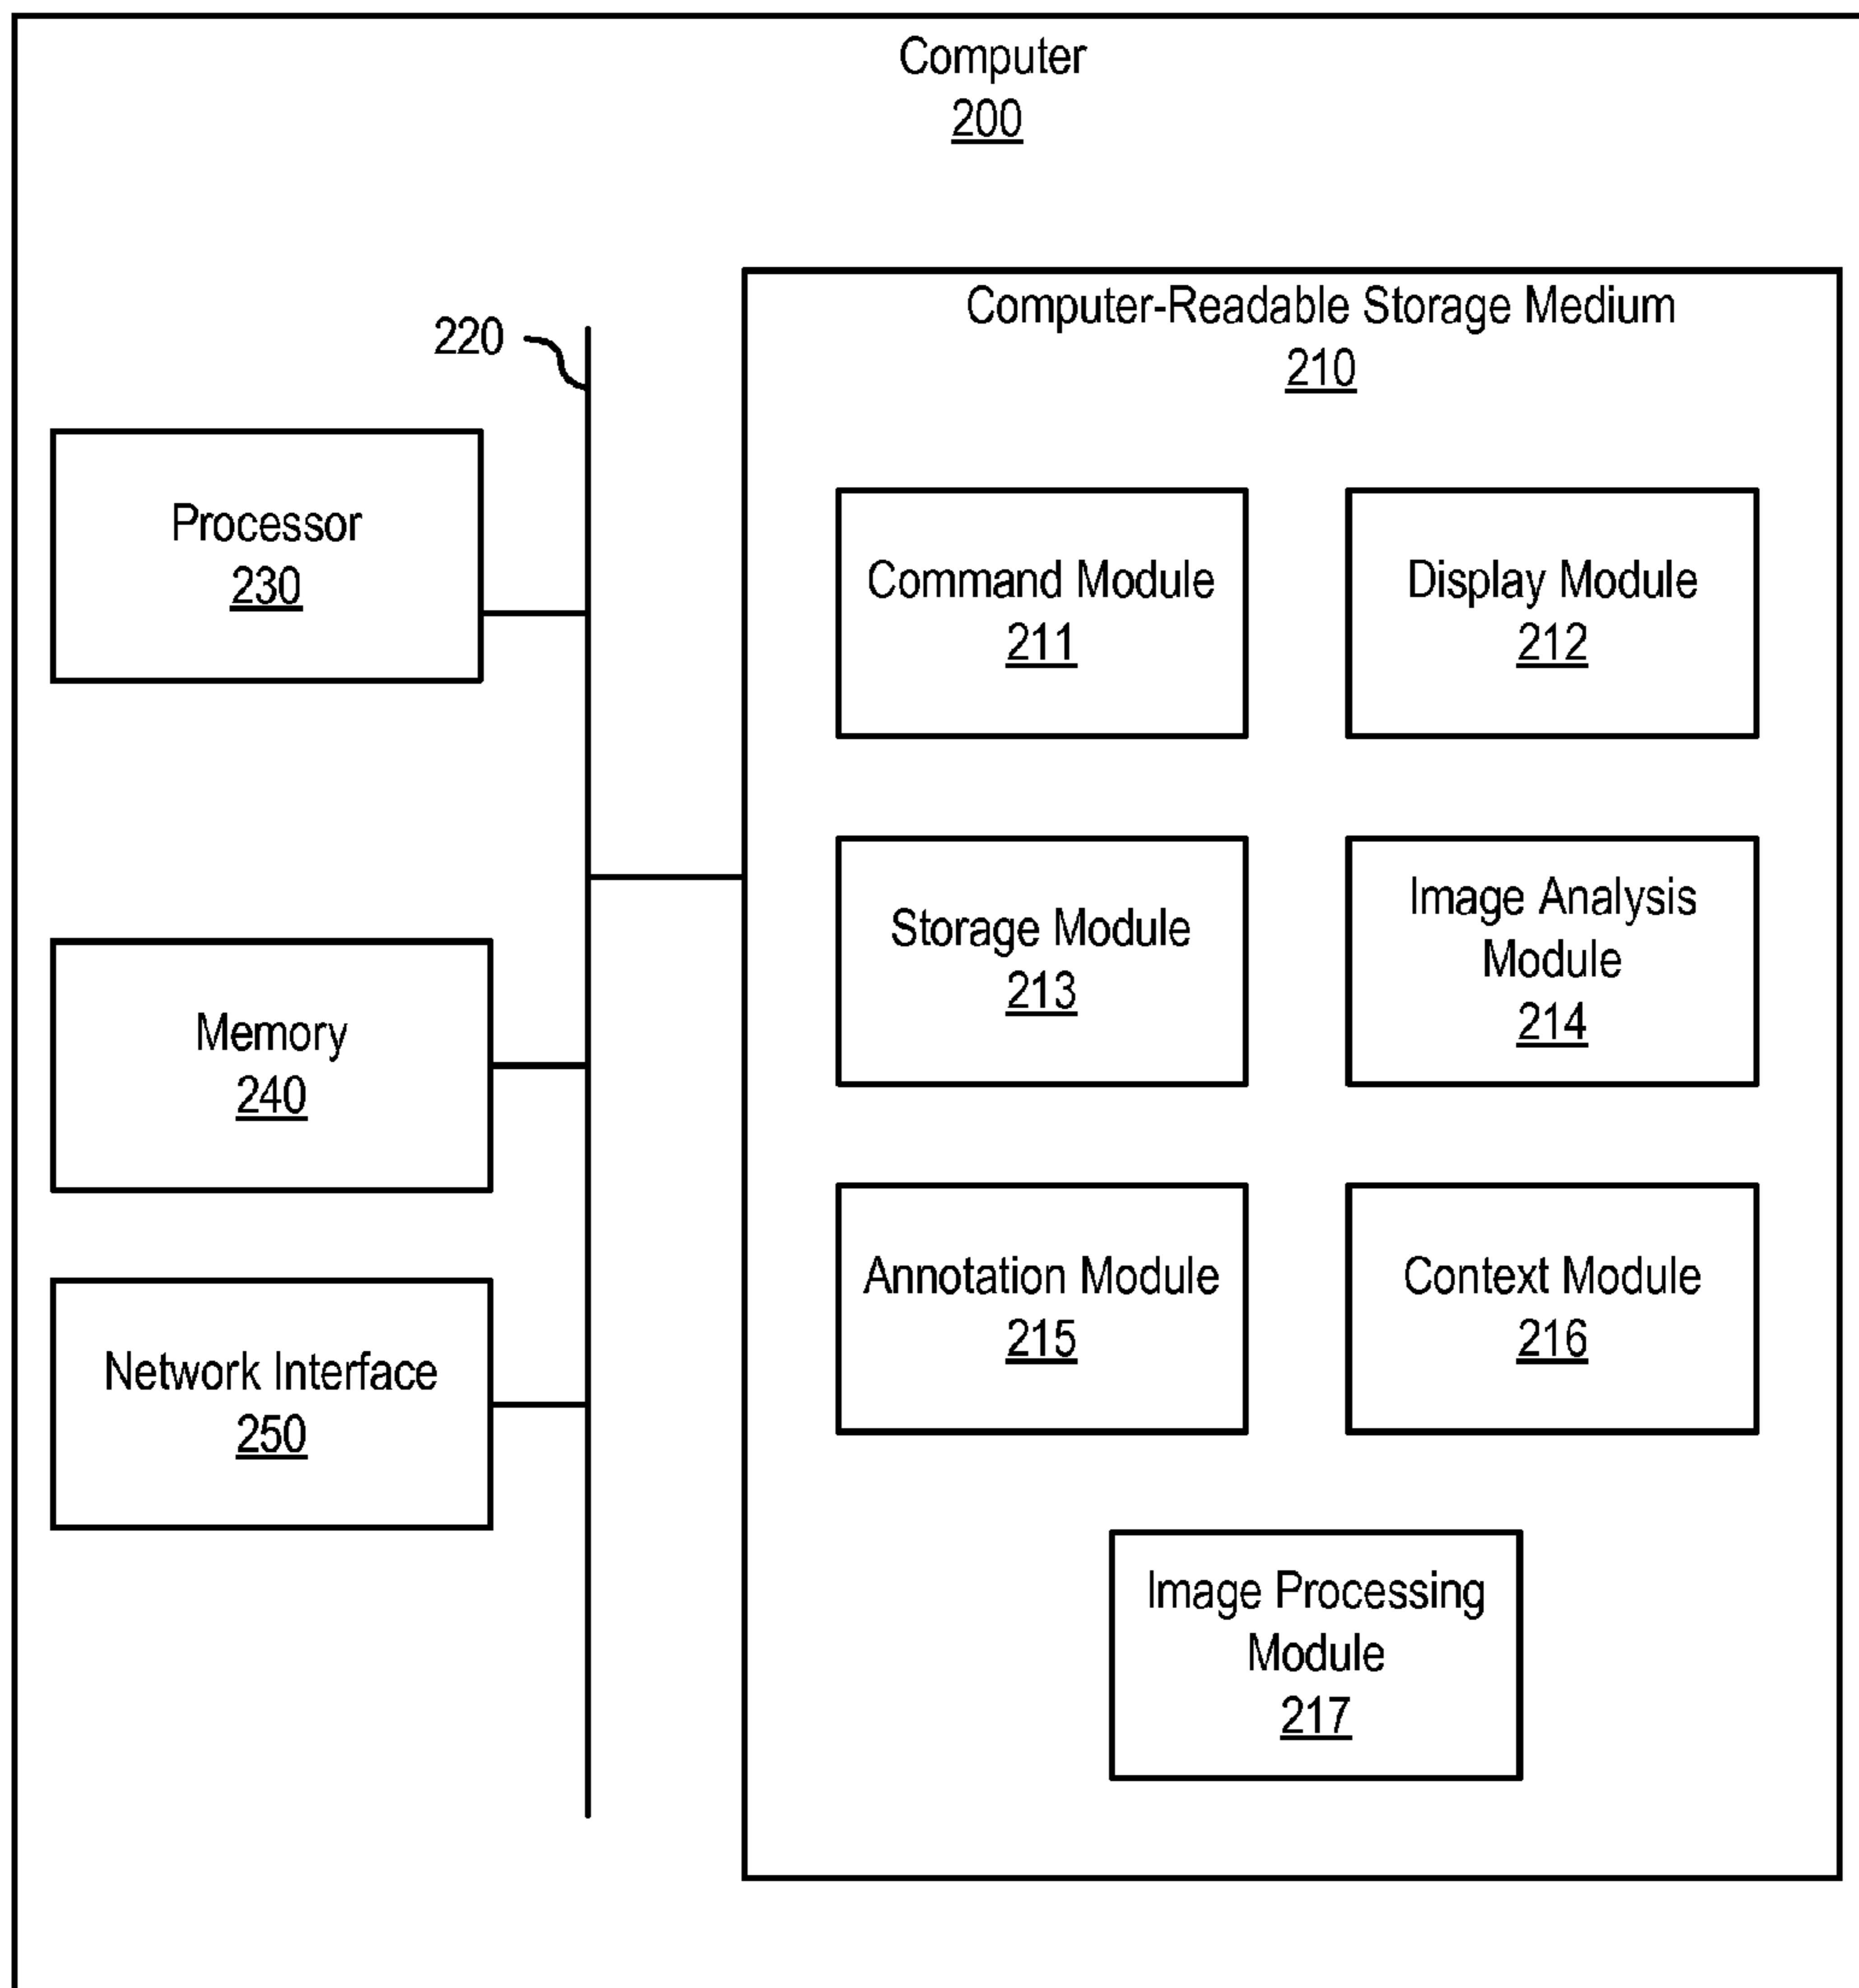 Computer
200
220
Computer-Readable Storage Medium
210
Processor
230
Command Module
211
Display Module
212
Storage Module
213
Image Analysis
Module
214
Memory
240
Annotation Module
215
Context Module
216
Network Interface
250
Image Processing
Module
217